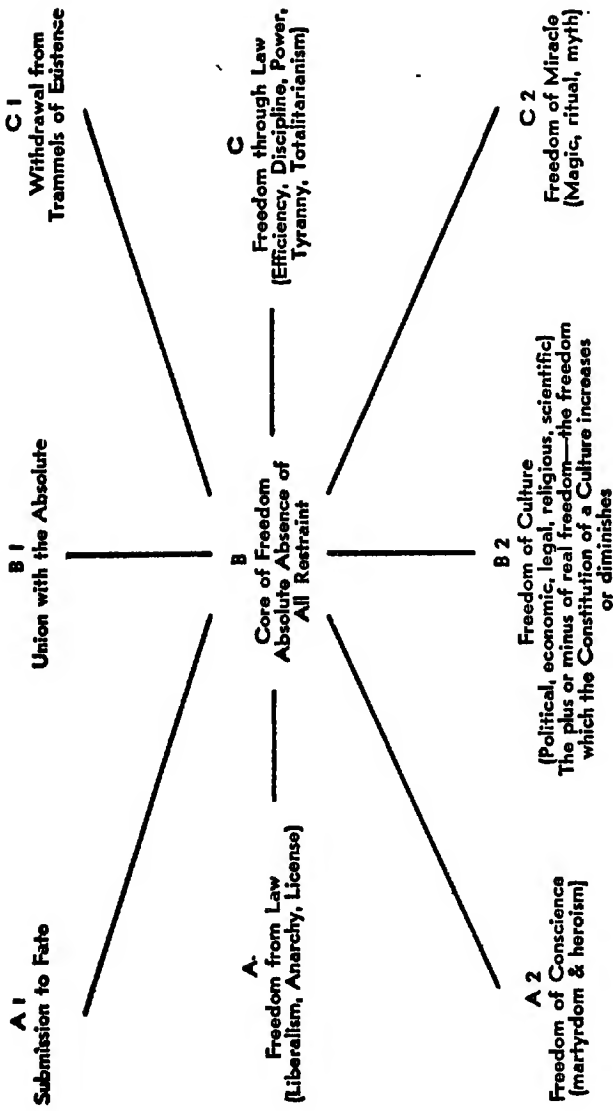 A 1
Submission to Fate
B 1
Union with the Absolute
C 1
Withdrawal from
Trammels of Existence
A.
Freedom from Law
(Liberalism, Anarchy, License)
B
Core of Freedom
Absolute Absence of
All Restraint
C
Freedom through Law
(Efficiency, Discipline, Power,
Tyranny, Totalitarianism)
A 2
Freedom of Conscience
(martyrdom & heroism)
B 2
Freedom of Culture
(Political, economic, legal, religious, scientific)
The plus or minus of real freedom—the freedom
which the Constitution of a Culture increases
or diminishes
C 2
Freedom of Miracle
(Magic, ritual, myth)